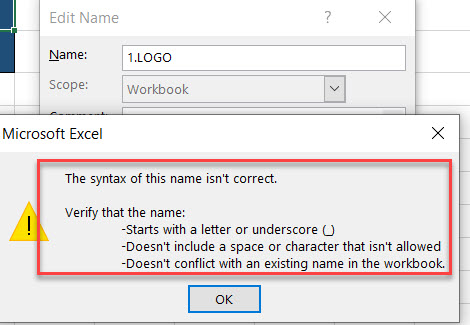 Edit Name
?
Name:
1.LOGO
Scope:
Workbook
Comment:
Microsoft Excel
The syntax of this name isn't correct.
Verify that the name:
-Starts with a letter or underscore (_)
-Doesn't include a space or character that isn't allowed
-Doesn't conflict with an existing name in the workbook.
!
OK